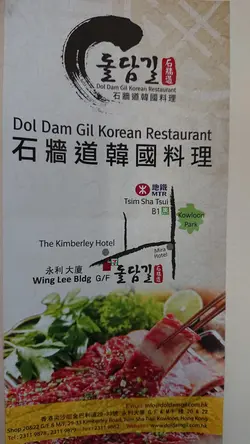 돌담길 石牆道
Dol Dam Gil Korean Restaurant
石牆道韓國料理
Dol Dam Gil Korean Restaurant
石牆道韓國料理
地鐵
MTR
Tsim Sha Tsui
B1
Kowloon
Park
The Kimberley Hotel
Mira
Hotel
永利大廈
Wing Lee Bldg G/F
돌담길 石牆道